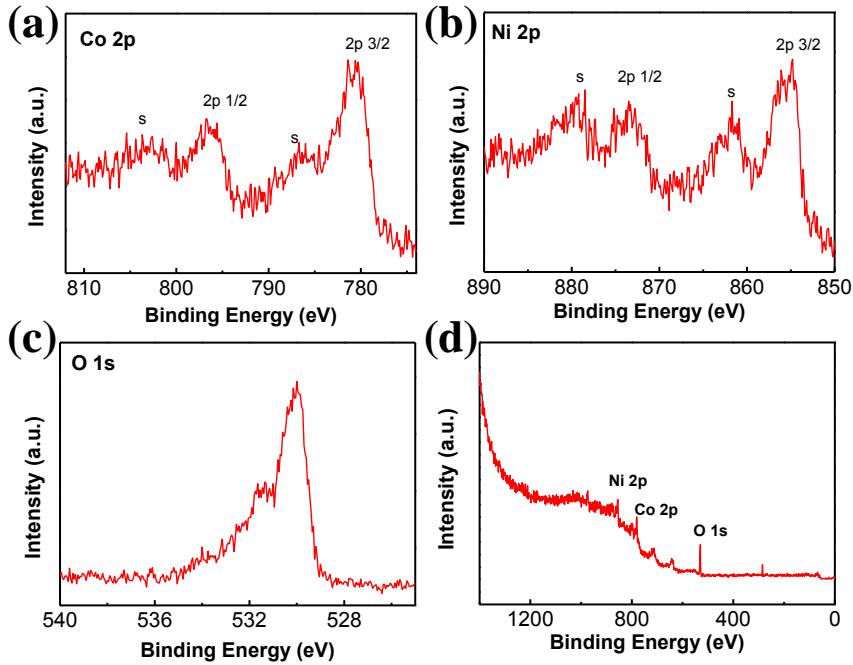 (a)
Co 2p
s
2p 1/2
s
2p 3/2
Intensity (a.u.)
810 800 790 780
Binding Energy (eV)
(b)
Ni 2p
s
2p 1/2
s
2p 3/2
Intensity (a.u.)
890 880 870 860 850
Binding Energy (eV)
(c)
O 1s
Intensity (a.u.)
540 536 530 528
Binding Energy (eV)
(d)
Ni 2p
Co 2p
O 1s
Intensity (a.u.)
1200 800 400 0
Binding Energy (eV)